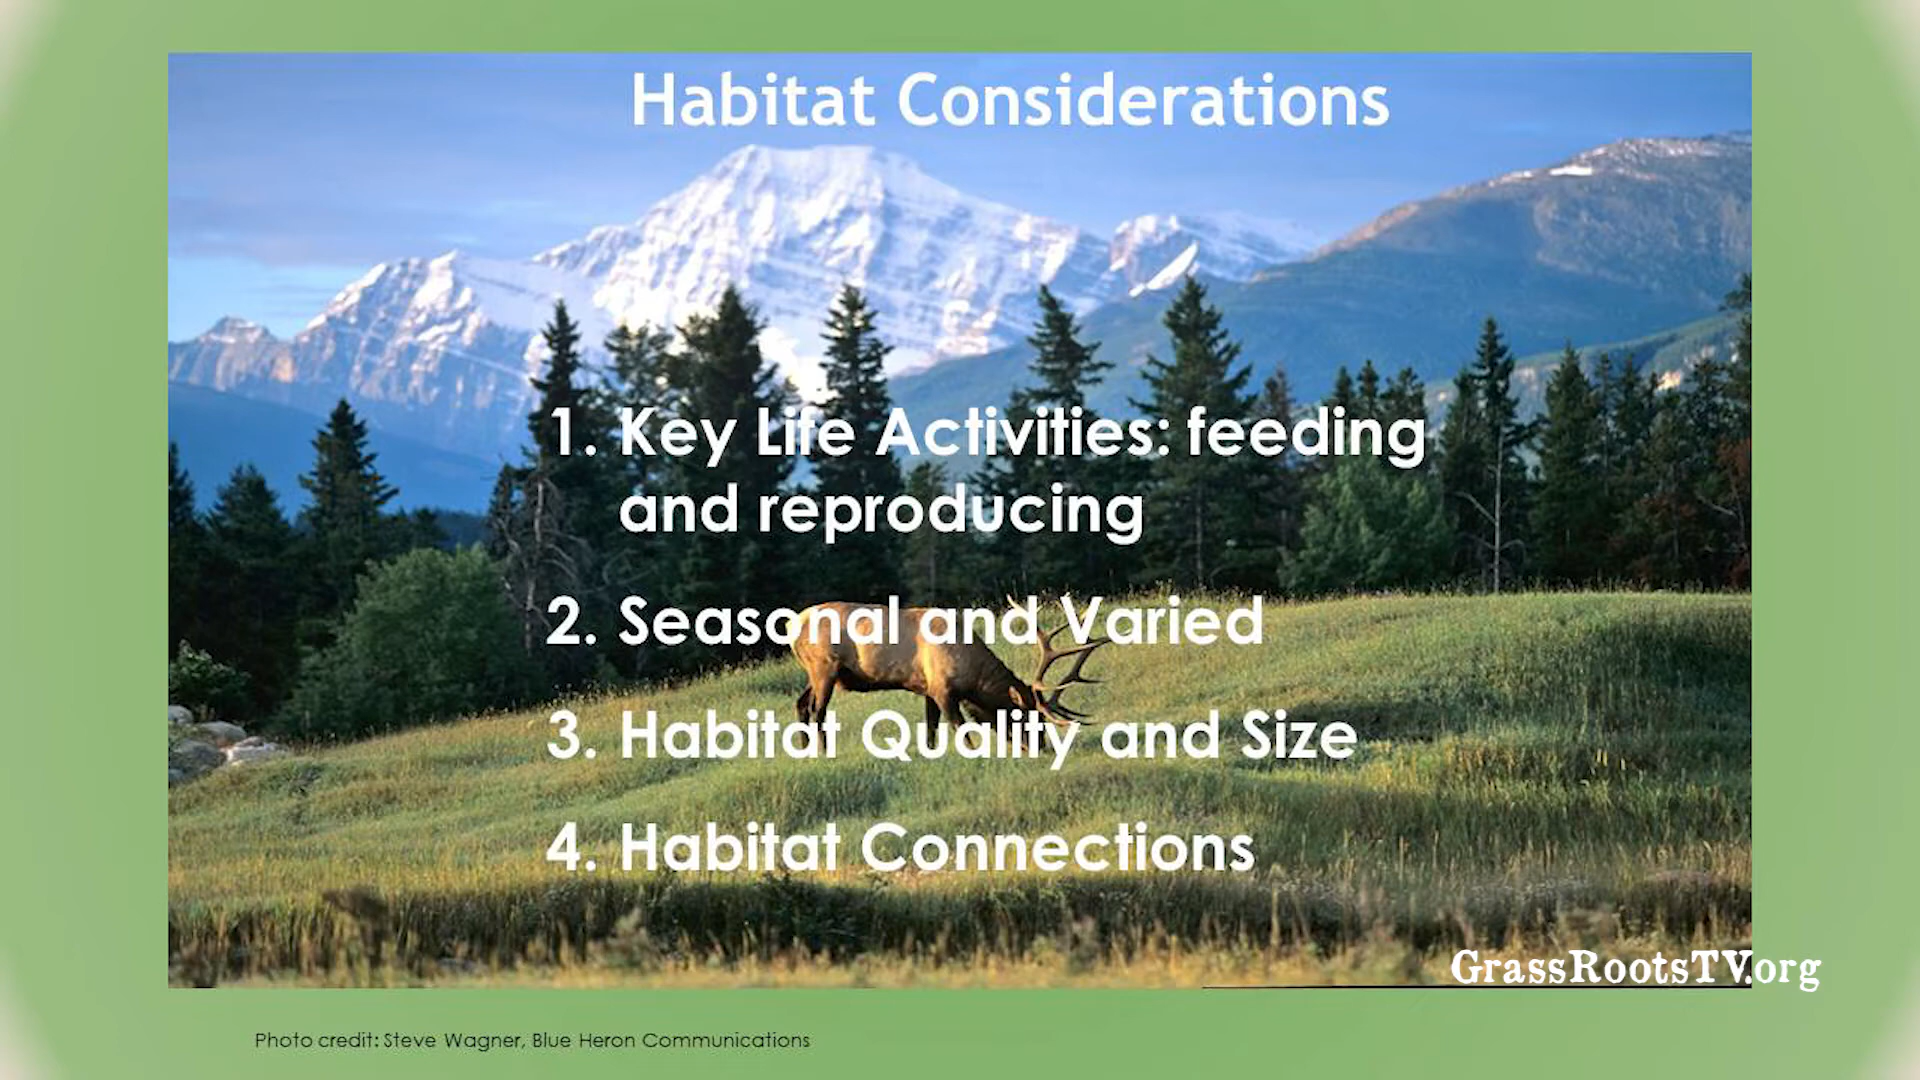 Habitat Considerations
1. Key Life Activities: feeding
and reproducing
2. Seasonal and Varied
3. Habitat Quality and Size
4. Habitat Connections
GrassRootsTV.org
Photo credit: Steve Wagner, Blue Heron Communications